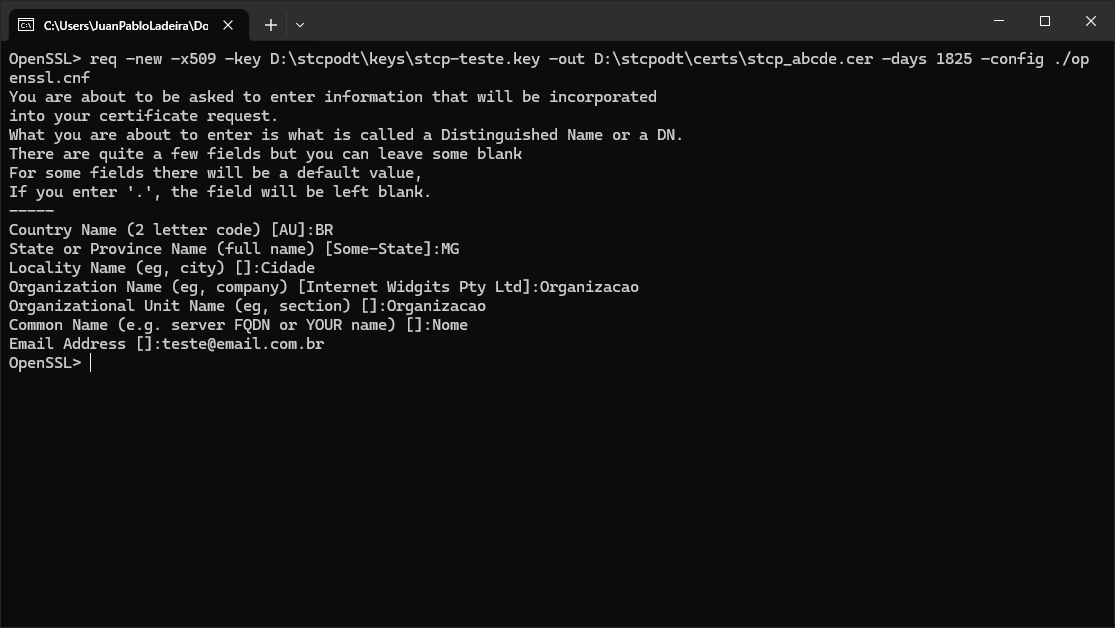 C:\Users\JuanPabloLadeira\Do
OpenSSL> req -new -x509 -key D:\stcpodt\keys\stcp-teste.key -out D:\stcpodt\certs\stcp_abcde.cer -days 1825 -config ./op
enssl.cnf
You are about to be asked to enter information that will be incorporated
into your certificate request.
What you are about to enter is what is called a Distinguished Name or a DN.
There are quite a few fields but you can leave some blank
For some fields there will be a default value,
If you enter '.', the field will be left blank.
-----
Country Name (2 letter code) [AU]:BR
State or Province Name (full name) [Some-State]:MG
Locality Name (eg, city) []:Cidade
Organization Name (eg, company) [Internet Widgits Pty Ltd]:Organizacao
Organizational Unit Name (eg, section) []:Organizacao
Common Name (e.g. server FQDN or YOUR name) []:Nome
Email Address []:teste@email.com.br
OpenSSL>